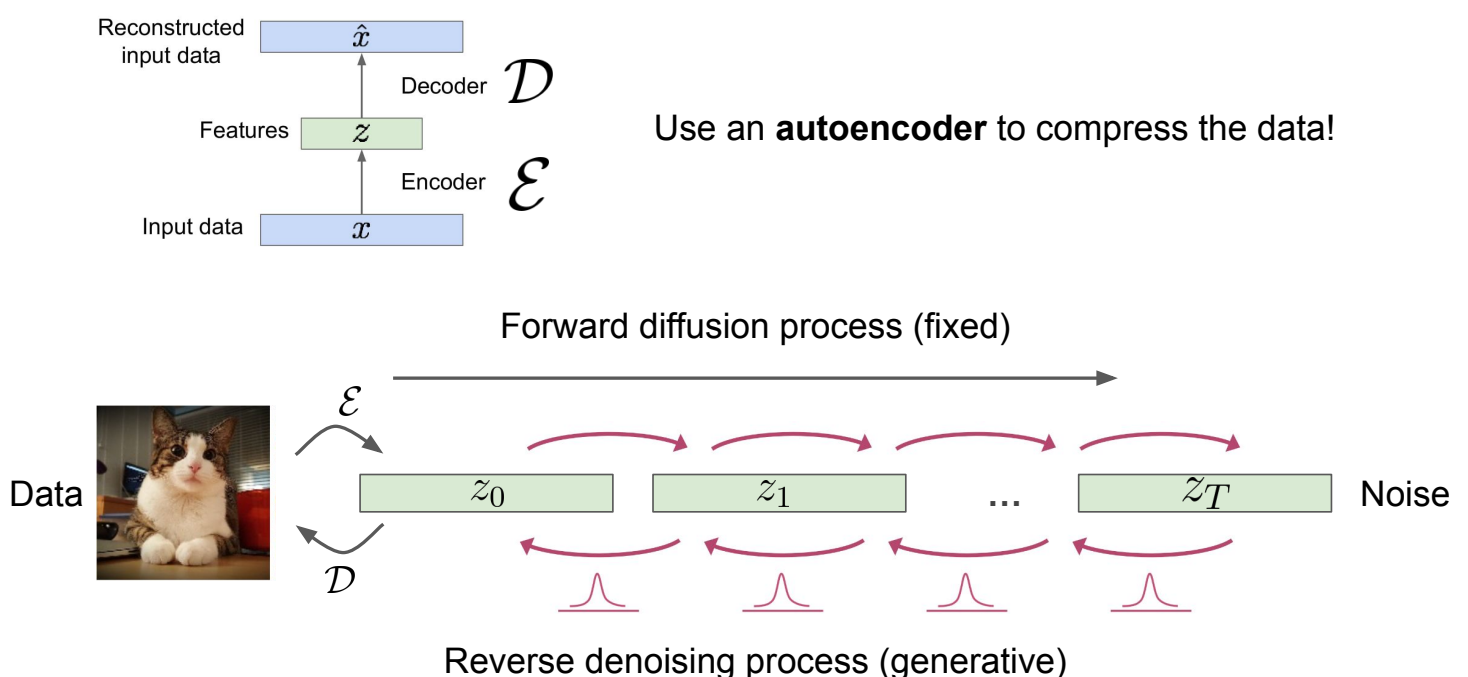 Reconstructed
input data
x̂
Decoder 𝒟
Features
z
Use an autoencoder to compress the data!
Encoder ℰ
Input data
x
Forward diffusion process (fixed)
ℰ
Data
z₀
z₁
...
z_T
Noise
𝒟
Reverse denoising process (generative)